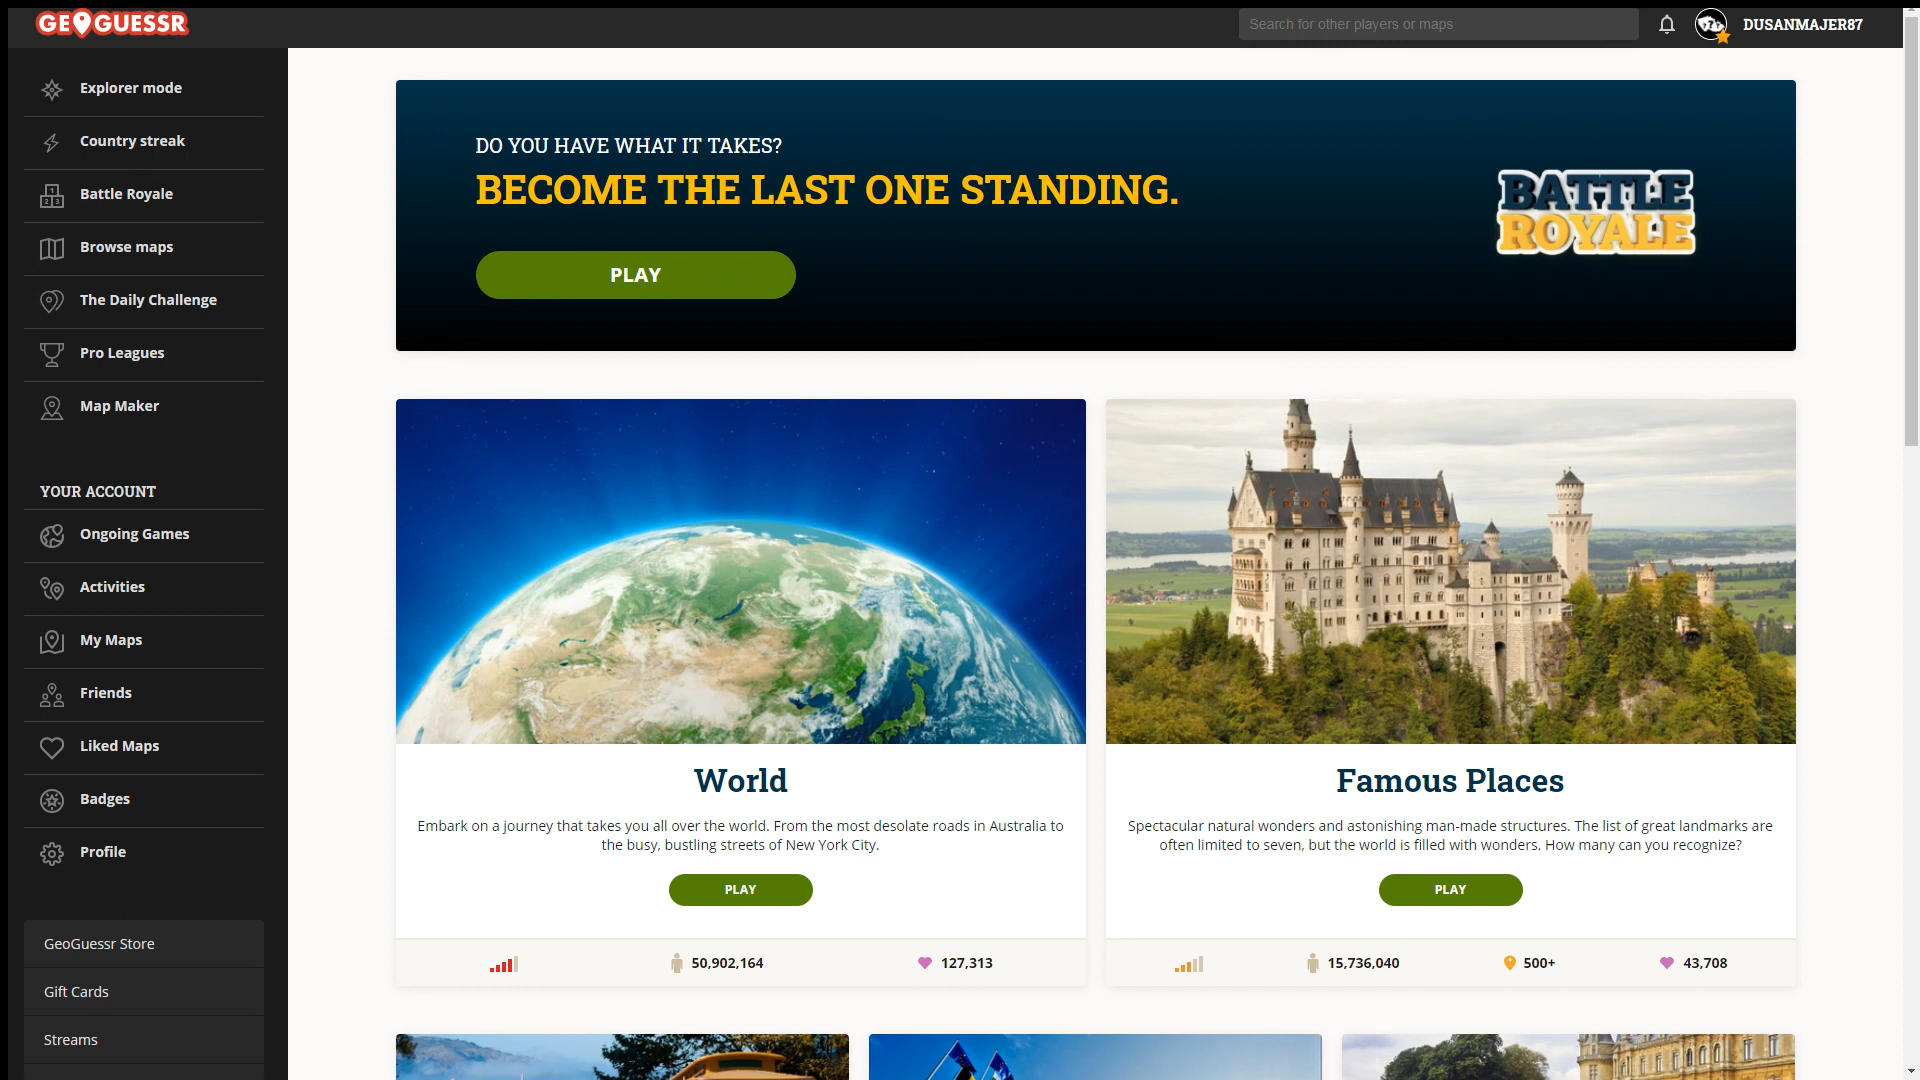 GEOGUESSR
Search for other players or maps
DUSANMAJER87
Explorer mode
Country streak
Battle Royale
Browse maps
The Daily Challenge
Pro Leagues
Map Maker
YOUR ACCOUNT
Ongoing Games
Activities
My Maps
Friends
Liked Maps
Badges
Profile
GeoGuessr Store
Gift Cards
Streams
DO YOU HAVE WHAT IT TAKES?
BECOME THE LAST ONE STANDING.
PLAY
BATTLE
ROYALE
World
Embark on a journey that takes you all over the world. From the most desolate roads in Australia to
the busy, bustling streets of New York City.
PLAY
50,902,164
127,313
Famous Places
Spectacular natural wonders and astonishing man-made structures. The list of great landmarks are
often limited to seven, but the world is filled with wonders. How many can you recognize?
PLAY
15,736,040
500+
43,708